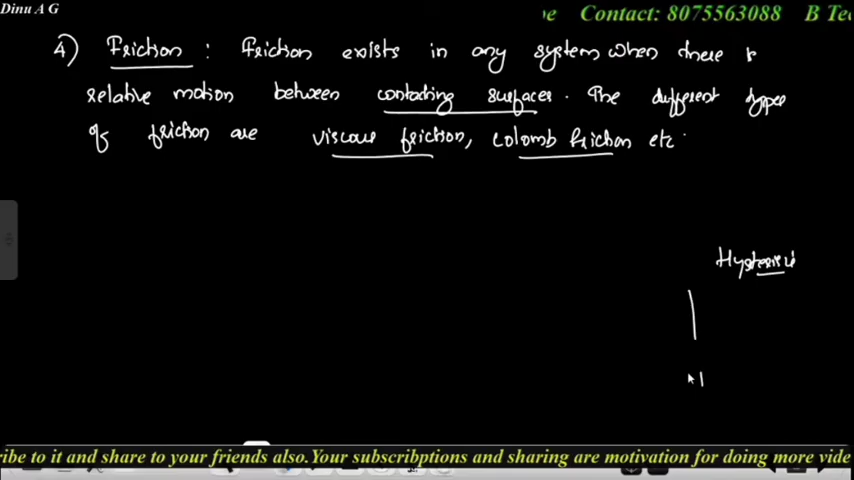 Dinu A G
e Contact: 8075563088 B Te
4) Friction : Friction exists in any system when there is
relative motion between contacting surfaces. The different types
of friction are viscous friction, colomb friction etc.
Hysterisis
ribe to it and share to your friends also.Your subscribptions and sharing are motivation for doing more vide